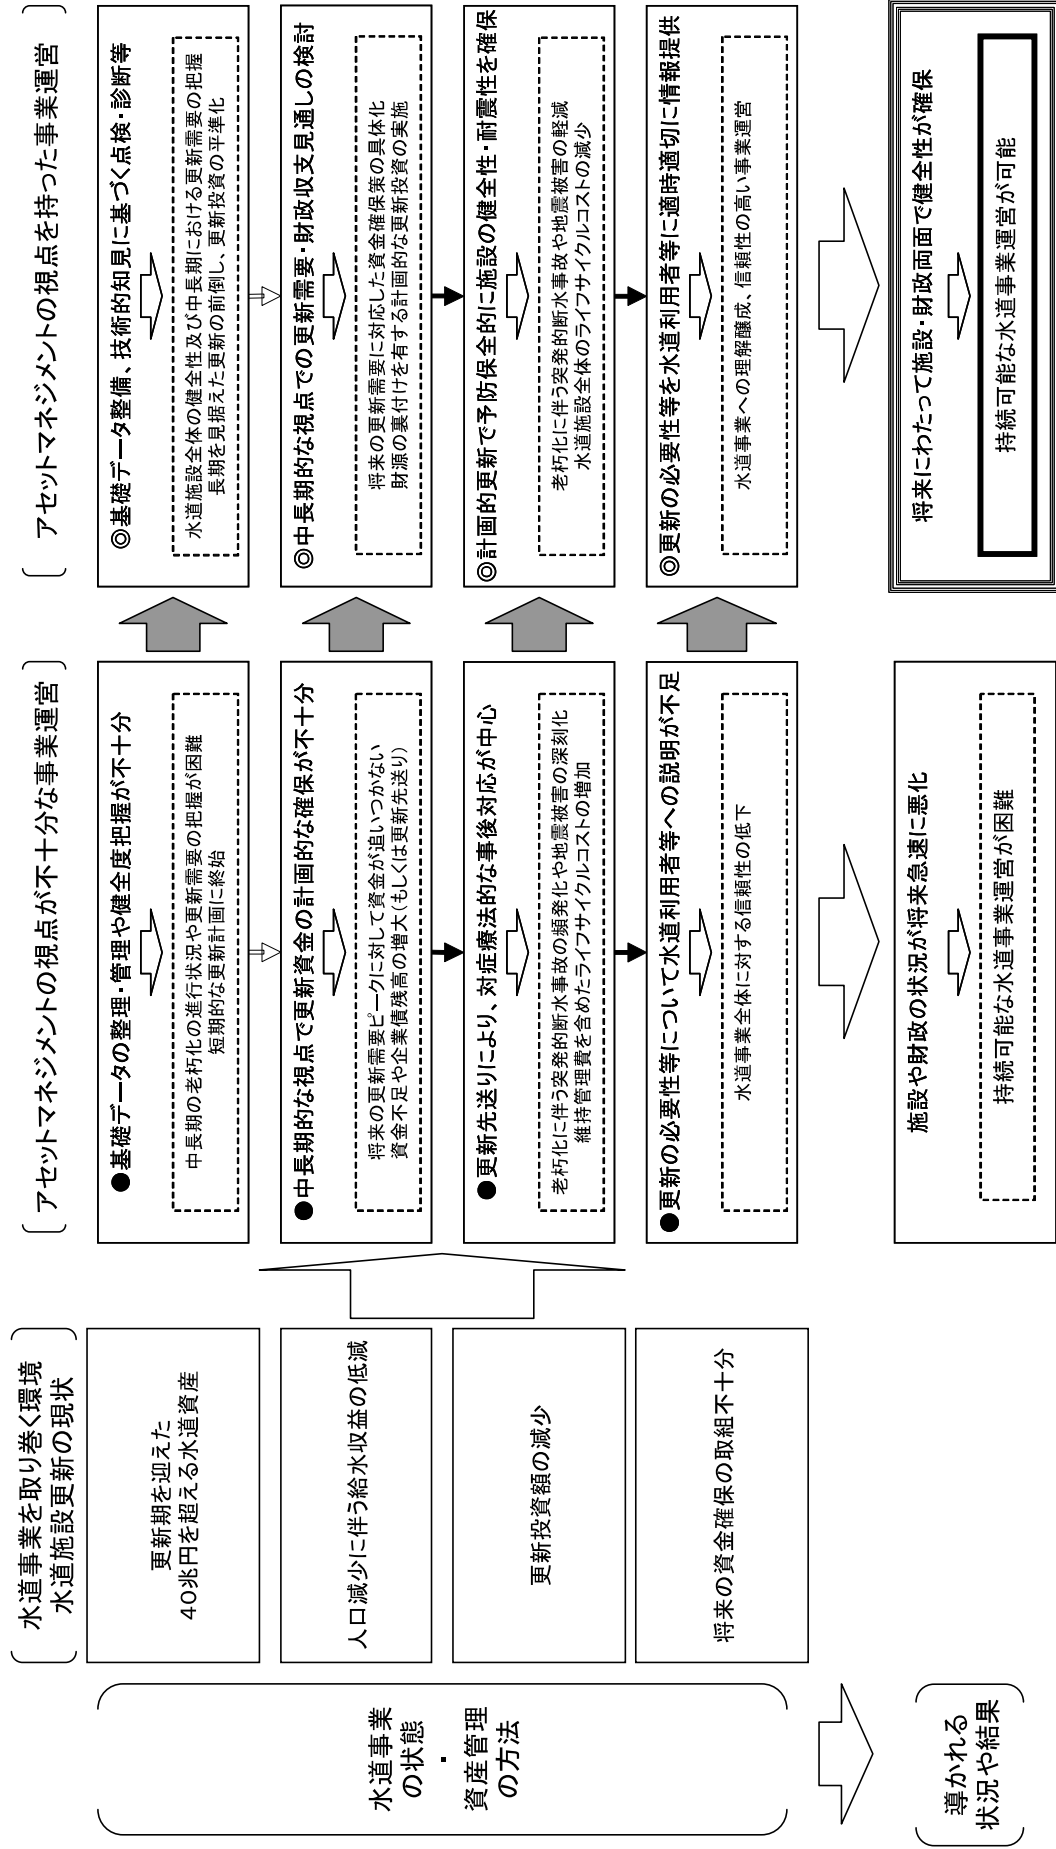 水道事業を取り巻く環境
水道施設更新の現状
アセットマネジメントの視点が不十分な事業運営
アセットマネジメントの視点を持った事業運営
水道事業
の状態
・
資産管理
の方法
更新期を迎えた
40兆円を超える水道資産
人口減少に伴う給水収益の低減
更新投資額の減少
将来の資金確保の取組不十分
●基礎データの整理・管理や健全度把握が不十分
中長期の老朽化の進行状況や更新需要の把握が困難
短期的な更新計画に終始
●中長期的な視点で更新資金の計画的な確保が不十分
将来の更新需要ピークに対して資金が追いつかない
資金不足や企業債残高の増大(もしくは更新先送り)
●更新先送りにより、対症療法的な事後対応が中心
老朽化に伴う突発的断水事故の頻発化や地震被害の深刻化
維持管理費を含めたライフサイクルコストの増加
●更新の必要性等について水道利用者等への説明が不足
水道事業全体に対する信頼性の低下
◎基礎データ整備、技術的知見に基づく点検・診断等
水道施設全体の健全性及び中長期における更新需要の把握
長期を見据えた更新の前倒し、更新投資の平準化
◎中長期的な視点での更新需要・財政収支見通しの検討
将来の更新需要に対応した資金確保策の具体化
財源の裏付けを有する計画的な更新投資の実施
◎計画的更新で予防保全的に施設の健全性・耐震性を確保
老朽化に伴う突発的断水事故や地震被害の軽減
水道施設全体のライフサイクルコストの減少
◎更新の必要性等を水道利用者等に適時適切に情報提供
水道事業への理解醸成、信頼性の高い事業運営
導かれる
状況や結果
施設や財政の状況が将来急速に悪化
持続可能な水道事業運営が困難
将来にわたって施設・財政両面で健全性が確保
持続可能な水道事業運営が可能